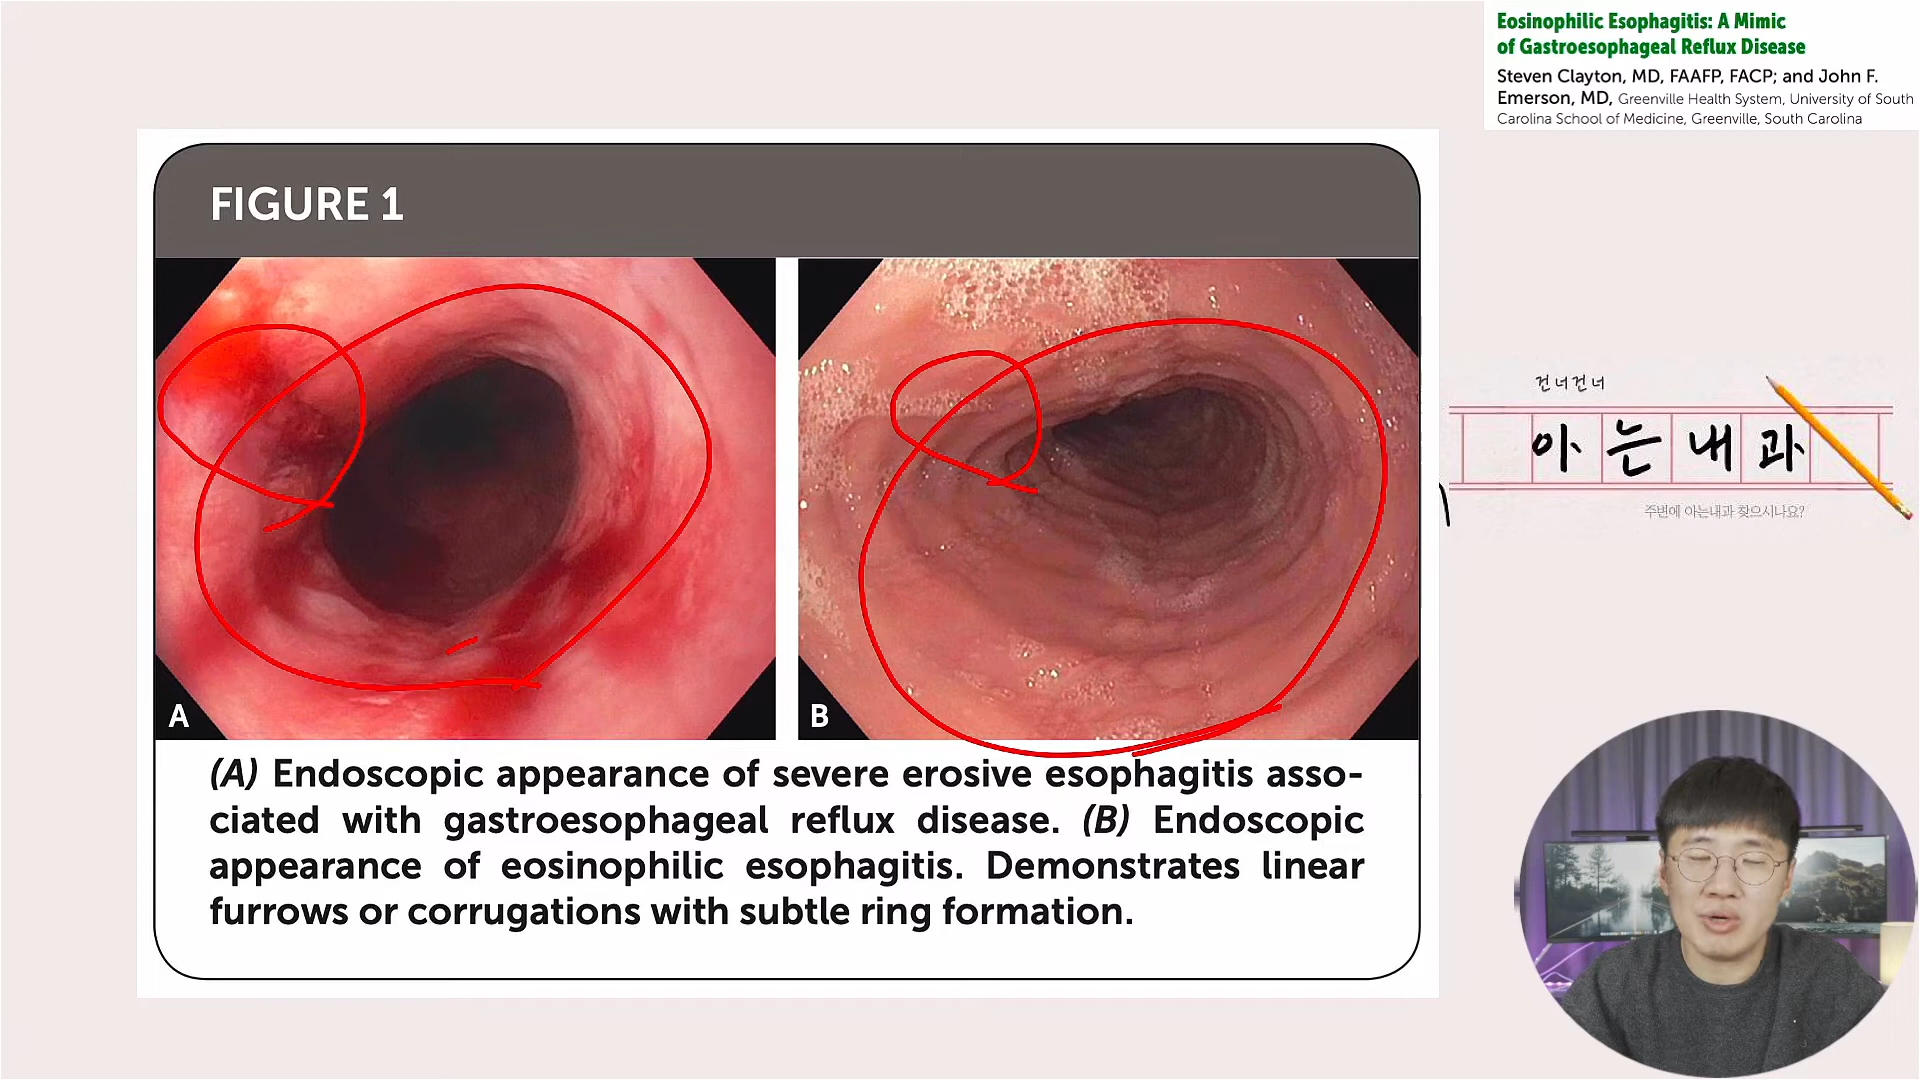 Eosinophilic Esophagitis: A Mimic
of Gastroesophageal Reflux Disease
Steven Clayton, MD, FAAFP, FACP; and John F.
Emerson, MD, Greenville Health System, University of South
Carolina School of Medicine, Greenville, South Carolina
FIGURE 1
A
B
(A) Endoscopic appearance of severe erosive esophagitis asso-
ciated with gastroesophageal reflux disease. (B) Endoscopic
appearance of eosinophilic esophagitis. Demonstrates linear
furrows or corrugations with subtle ring formation.
건너건너
아는내과
주변에 아는내과 찾으시나요?